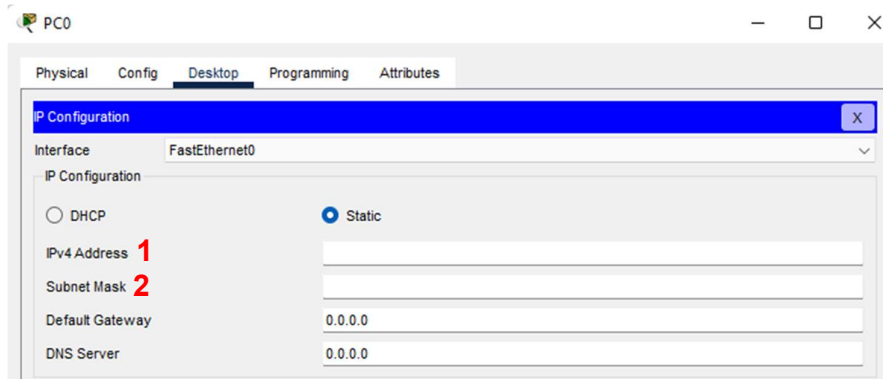 PC0
Physical Config Desktop Programming Attributes
IP Configuration X
Interface FastEthernet0
IP Configuration
DHCP Static
IPv4 Address 1
Subnet Mask 2
Default Gateway 0.0.0.0
DNS Server 0.0.0.0